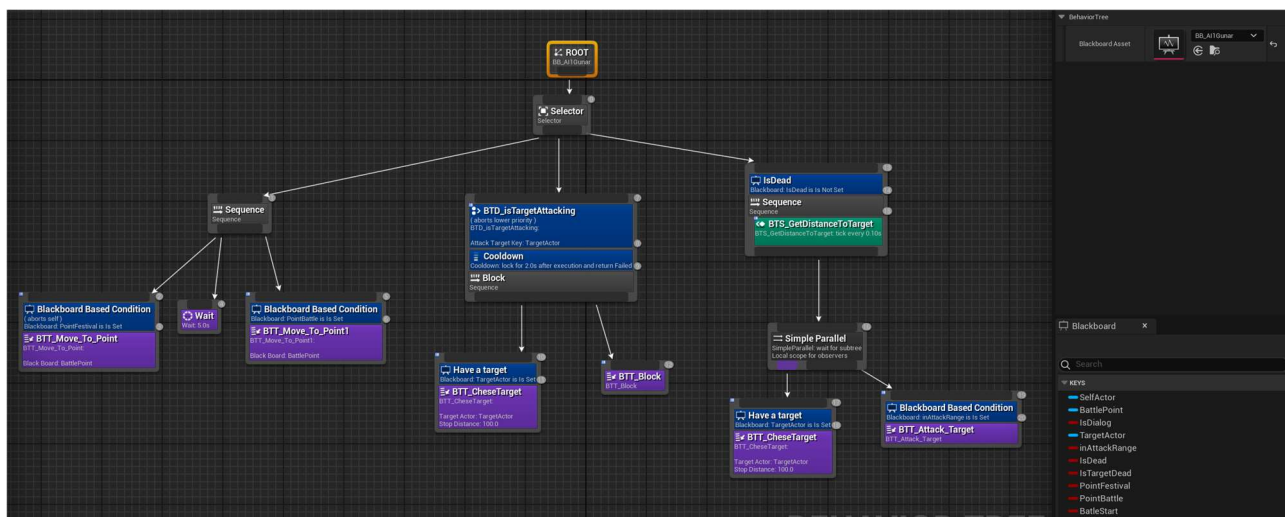 ROOT
BB_AI1Gunar
Selector
Selector
Sequence
Sequence
Blackboard Based Condition
( aborts self )
Blackboard: PointFestival is Is Set
BTT_Move_To_Point
BTT_Move_To_Point:
Black Board: BattlePoint
Wait
Wait: 5.0s
Blackboard Based Condition
Blackboard: PointBattle is Is Set
BTT_Move_To_Point1
BTT_Move_To_Point1:
Black Board: BattlePoint
BTD_isTargetAttacking
( aborts lower priority )
BTD_isTargetAttacking:
Attack Target Key: TargetActor
Cooldown
Cooldown: lock for 2.0s after execution and return Failed
Block
Sequence
Have a target
Blackboard: TargetActor is Is Set
BTT_CheseTarget
BTT_CheseTarget:
Target Actor: TargetActor
Stop Distance: 100.0
BTT_Block
BTT_Block
IsDead
Blackboard: IsDead is Is Not Set
Sequence
Sequence
BTS_GetDistanceToTarget
BTS_GetDistanceToTarget: tick every 0.10s
Simple Parallel
SimpleParallel: wait for subtree
Local scope for observers
Have a target
Blackboard: TargetActor is Is Set
BTT_CheseTarget
BTT_CheseTarget:
Target Actor: TargetActor
Stop Distance: 100.0
Blackboard Based Condition
Blackboard: inAttackRange is Is Set
BTT_Attack_Target
BTT_Attack_Target
BehaviorTree
Blackboard Asset
BB_AI1Gunar
Blackboard
Search
KEYS
SelfActor
BattlePoint
IsDialog
TargetActor
inAttackRange
IsDead
IsTargetDead
PointFestival
PointBattle
BatleStart
BEHAVIOR TREE